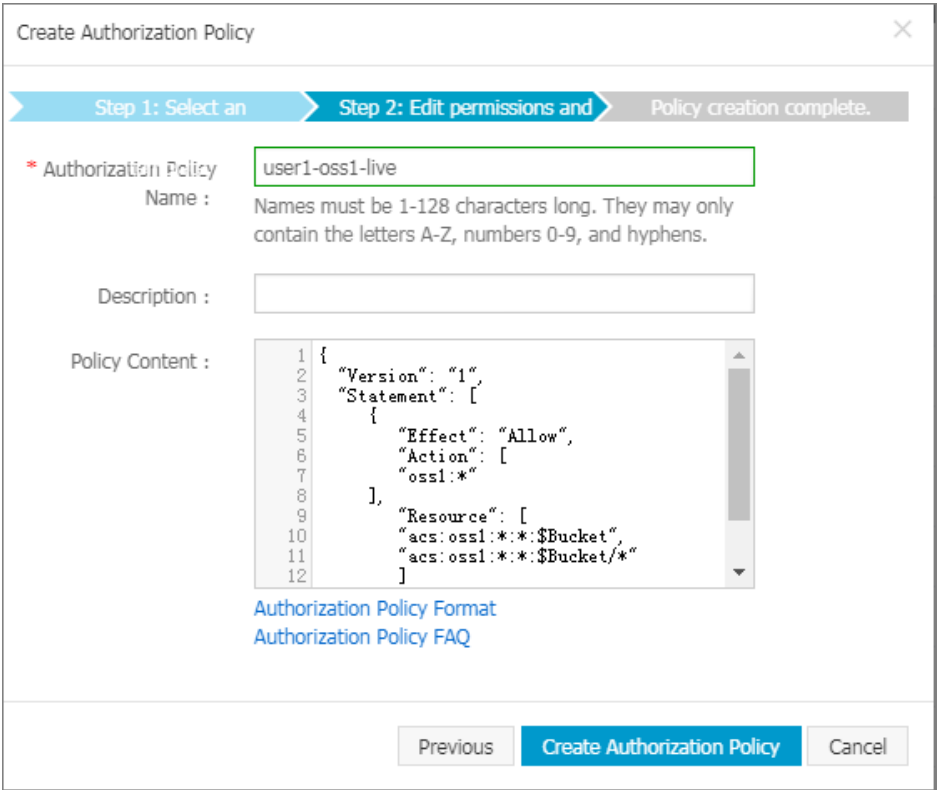 Create Authorization Policy
Step 1: Select an
Step 2: Edit permissions and
Policy creation complete.
* Authorization Policy
Name :
user1-oss1-live
Names must be 1-128 characters long. They may only
contain the letters A-Z, numbers 0-9, and hyphens.
Description :
Policy Content :
1 {
2 "Version": "1",
3 "Statement": [
4 {
5 "Effect": "Allow",
6 "Action": [
7 "oss1:*"
8 ],
9 "Resource": [
10 "acs:oss1:*:*:$Bucket",
11 "acs:oss1:*:*:$Bucket/*"
12 ]
Authorization Policy Format
Authorization Policy FAQ
Previous
Create Authorization Policy
Cancel